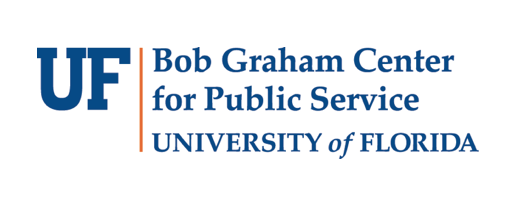 UF
Bob Graham Center
for Public Service
UNIVERSITY of FLORIDA